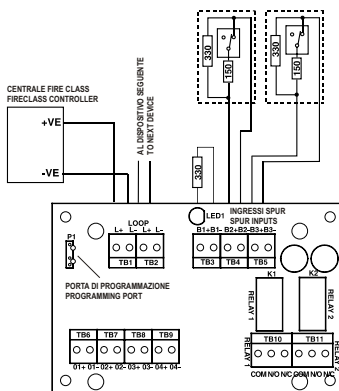 330
150
330
150
CENTRALE FIRE CLASS
FIRECLASS CONTROLLER
+VE
-VE
AL DISPOSITIVO SEGUENTE
TO NEXT DEVICE
330
LED1
INGRESSI SPUR
SPUR INPUTS
P1
LOOP
L+ L- L+ L-
B1+ B1- B2+ B2- B3+ B3-
TB1 TB2
TB3 TB4 TB5
PORTA DI PROGRAMMAZIONE
PROGRAMMING PORT
K1 K2
RELAY 1
RELAY 2
TB6 TB7 TB8 TB9
01+ 01- 02+ 02- 03+ 03- 04+ 04-
RELAY 1
TB10 TB11
RELAY 2
COM N/O N/C COM N/O N/C